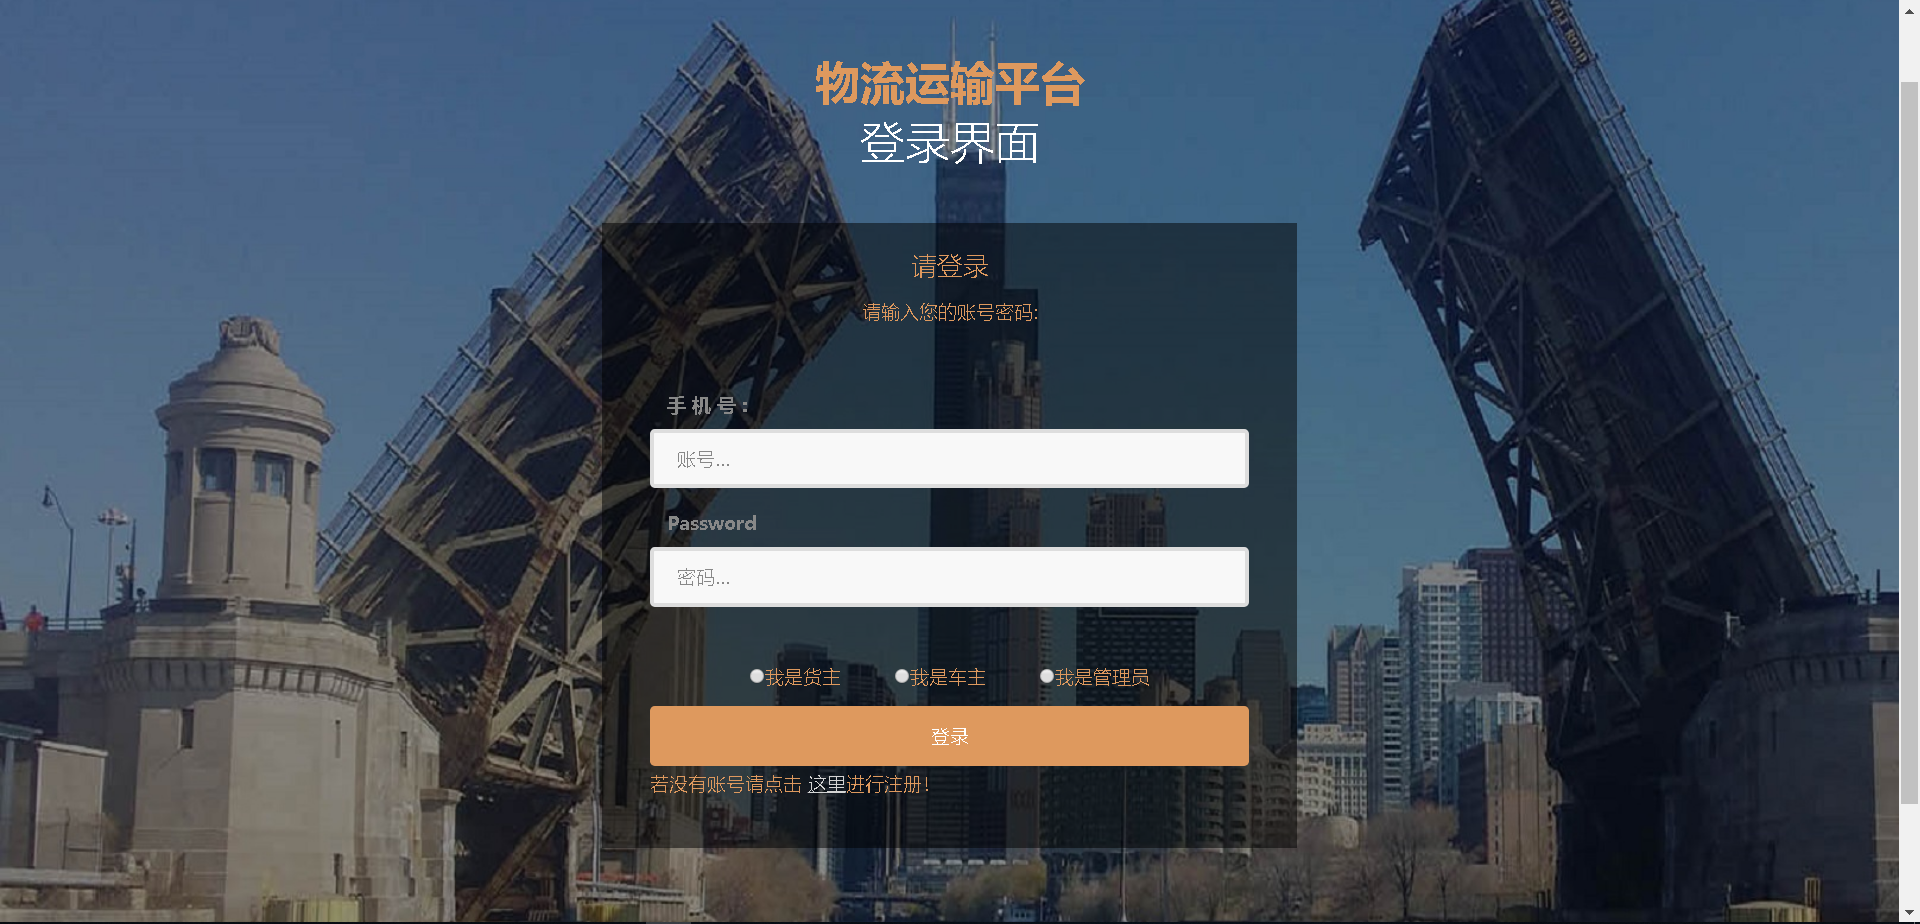 物流运输平台
登录界面
请登录
请输入您的账号密码:
手 机 号：
账号...
Password
密码...
我是货主 我是车主 我是管理员
登录
若没有账号请点击 这里进行注册！